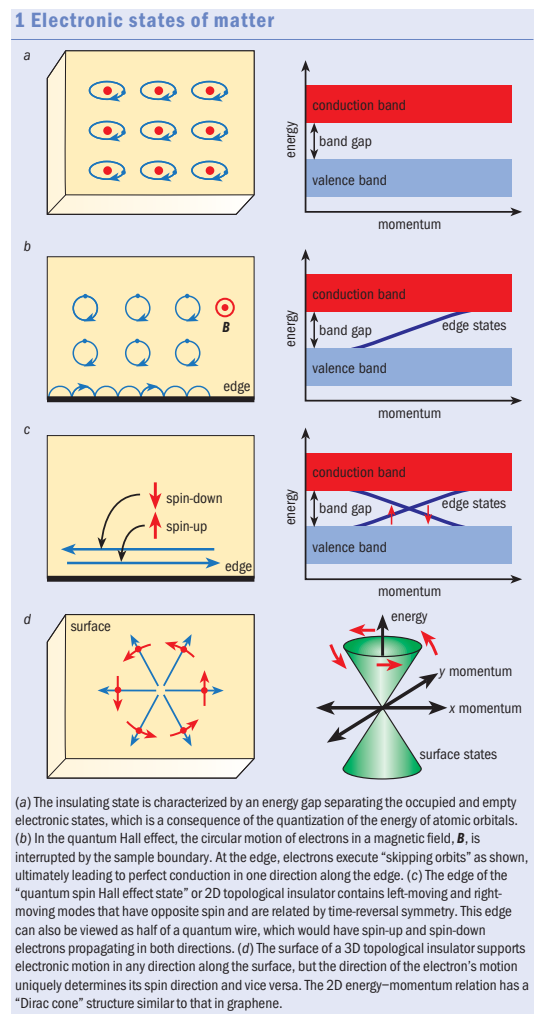 1 Electronic states of matter
a
conduction band
energy
band gap
valence band
momentum
b
B
edge
conduction band
energy
band gap
edge states
valence band
momentum
c
spin-down
spin-up
edge
conduction band
energy
band gap
edge states
valence band
momentum
d
surface
energy
y momentum
x momentum
surface states
(a) The insulating state is characterized by an energy gap separating the occupied and empty
electronic states, which is a consequence of the quantization of the energy of atomic orbitals.
(b) In the quantum Hall effect, the circular motion of electrons in a magnetic field, B, is
interrupted by the sample boundary. At the edge, electrons execute “skipping orbits” as shown,
ultimately leading to perfect conduction in one direction along the edge. (c) The edge of the
“quantum spin Hall effect state” or 2D topological insulator contains left-moving and right-
moving modes that have opposite spin and are related by time-reversal symmetry. This edge
can also be viewed as half of a quantum wire, which would have spin-up and spin-down
electrons propagating in both directions. (d) The surface of a 3D topological insulator supports
electronic motion in any direction along the surface, but the direction of the electron’s motion
uniquely determines its spin direction and vice versa. The 2D energy–momentum relation has a
“Dirac cone” structure similar to that in graphene.